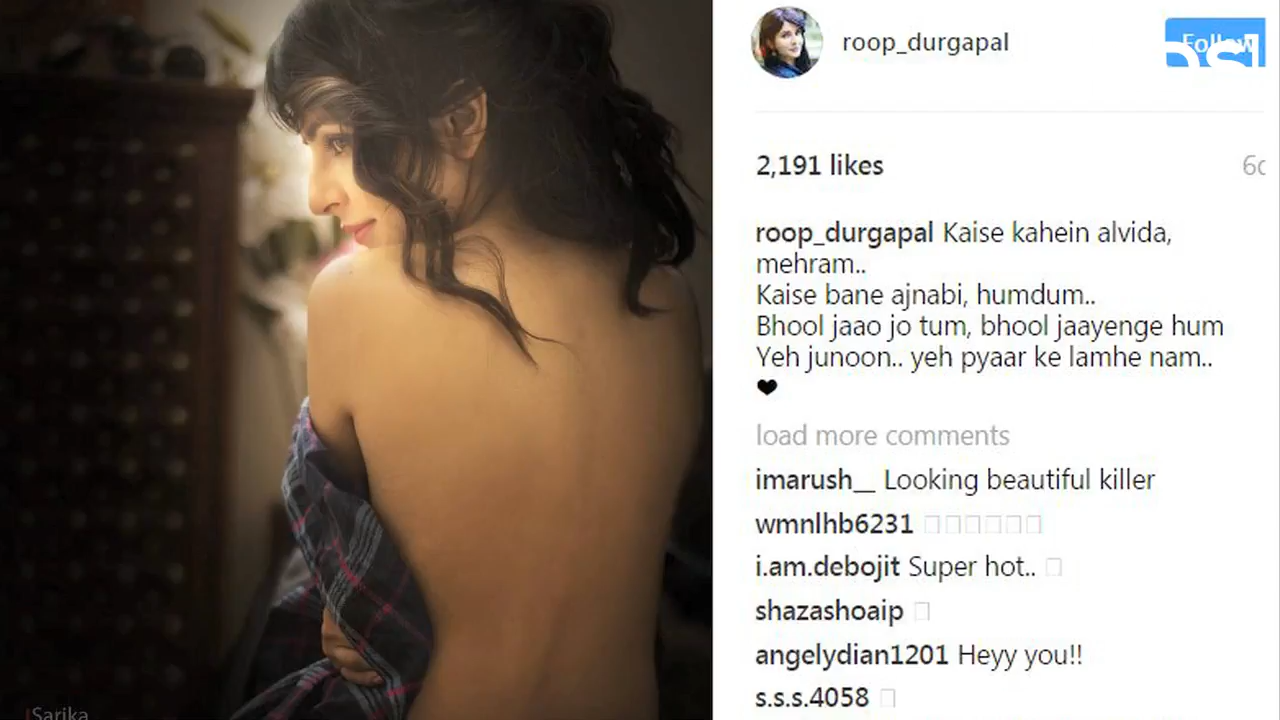 roop_durgapal
Follow
2,191 likes
roop_durgapal Kaise kahein alvida,
mehram..
Kaise bane ajnabi, humdum..
Bhool jaao jo tum, bhool jaayenge hum
Yeh junoon.. yeh pyaar ke lamhe nam..
❤
load more comments
imarush__ Looking beautiful killer
wmnlhb6231
i.am.debojit Super hot..
shazashoaip
angelydian1201 Heyy you!!
s.s.s.4058
Sarika